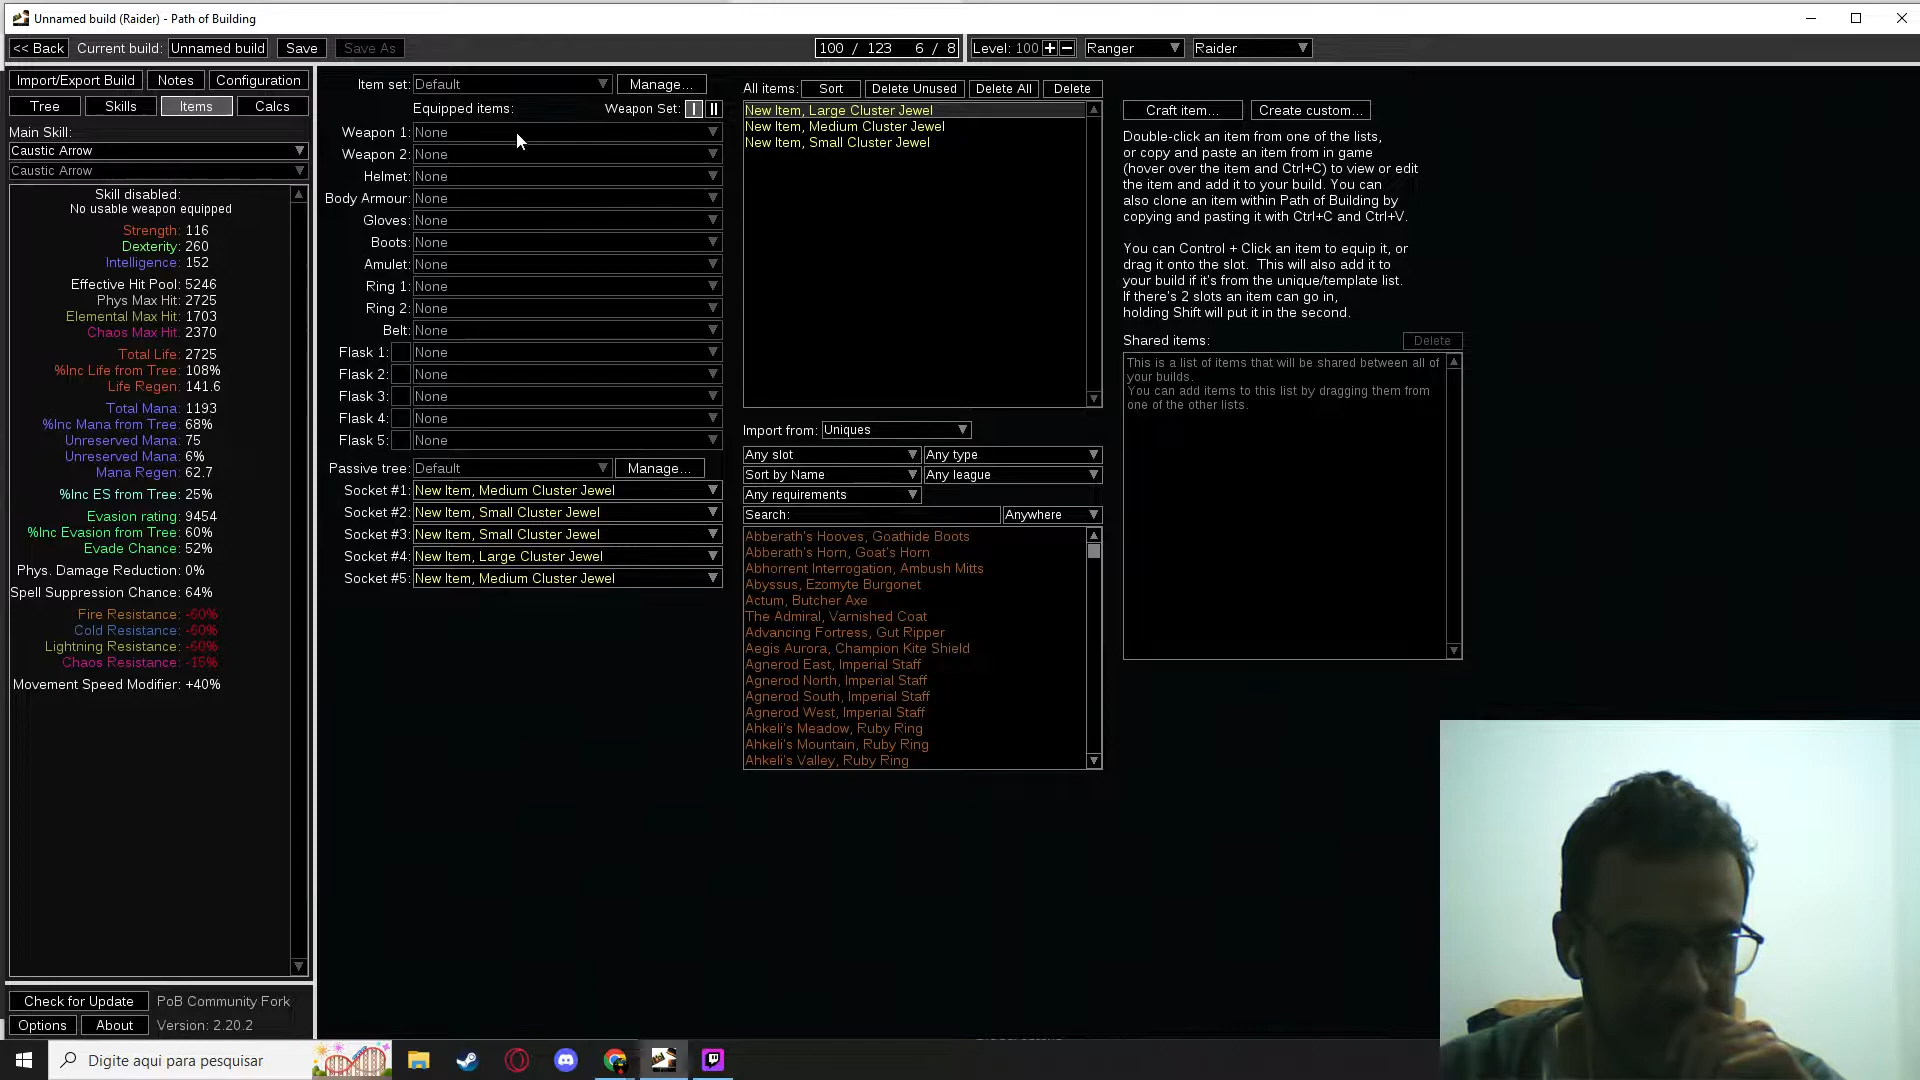 Unnamed build (Raider) - Path of Building
<< Back
Current build:
Unnamed build
Save
Save As
100 / 123 6 / 8
Level: 100 + −
Ranger
Raider
Import/Export Build
Notes
Configuration
Tree
Skills
Items
Calcs
Main Skill:
Caustic Arrow
Caustic Arrow
Skill disabled:
No usable weapon equipped
Strength: 116
Dexterity: 260
Intelligence: 152
Effective Hit Pool: 5246
Phys Max Hit: 2725
Elemental Max Hit: 1703
Chaos Max Hit: 2370
Total Life: 2725
%Inc Life from Tree: 108%
Life Regen: 141.6
Total Mana: 1193
%Inc Mana from Tree: 68%
Unreserved Mana: 75
Unreserved Mana: 6%
Mana Regen: 62.7
%Inc ES from Tree: 25%
Evasion rating: 9454
%Inc Evasion from Tree: 60%
Evade Chance: 52%
Phys. Damage Reduction: 0%
Spell Suppression Chance: 64%
Fire Resistance: -60%
Cold Resistance: -60%
Lightning Resistance: -60%
Chaos Resistance: -15%
Movement Speed Modifier: +40%
Check for Update
PoB Community Fork
Options
About
Version: 2.20.2
Item set: Default
Manage...
Equipped items:
Weapon Set: I II
Weapon 1: None
Weapon 2: None
Helmet: None
Body Armour: None
Gloves: None
Boots: None
Amulet: None
Ring 1: None
Ring 2: None
Belt: None
Flask 1: None
Flask 2: None
Flask 3: None
Flask 4: None
Flask 5: None
Passive tree: Default
Manage...
Socket #1: New Item, Medium Cluster Jewel
Socket #2: New Item, Small Cluster Jewel
Socket #3: New Item, Small Cluster Jewel
Socket #4: New Item, Large Cluster Jewel
Socket #5: New Item, Medium Cluster Jewel
All items:
Sort
Delete Unused
Delete All
Delete
New Item, Large Cluster Jewel
New Item, Medium Cluster Jewel
New Item, Small Cluster Jewel
Import from: Uniques
Any slot
Any type
Sort by Name
Any league
Any requirements
Search:
Anywhere
Abberath's Hooves, Goathide Boots
Abberath's Horn, Goat's Horn
Abhorrent Interrogation, Ambush Mitts
Abyssus, Ezomyte Burgonet
Actum, Butcher Axe
The Admiral, Varnished Coat
Advancing Fortress, Gut Ripper
Aegis Aurora, Champion Kite Shield
Agnerod East, Imperial Staff
Agnerod North, Imperial Staff
Agnerod South, Imperial Staff
Agnerod West, Imperial Staff
Ahkeli's Meadow, Ruby Ring
Ahkeli's Mountain, Ruby Ring
Ahkeli's Valley, Ruby Ring
Craft item...
Create custom...
Double-click an item from one of the lists,
or copy and paste an item from in game
(hover over the item and Ctrl+C) to view or edit
the item and add it to your build. You can
also clone an item within Path of Building by
copying and pasting it with Ctrl+C and Ctrl+V.
You can Control + Click an item to equip it, or
drag it onto the slot. This will also add it to
your build if it's from the unique/template list.
If there's 2 slots an item can go in,
holding Shift will put it in the second.
Shared items:
Delete
This is a list of items that will be shared between all of
your builds.
You can add items to this list by dragging them from
one of the other lists.
Digite aqui para pesquisar